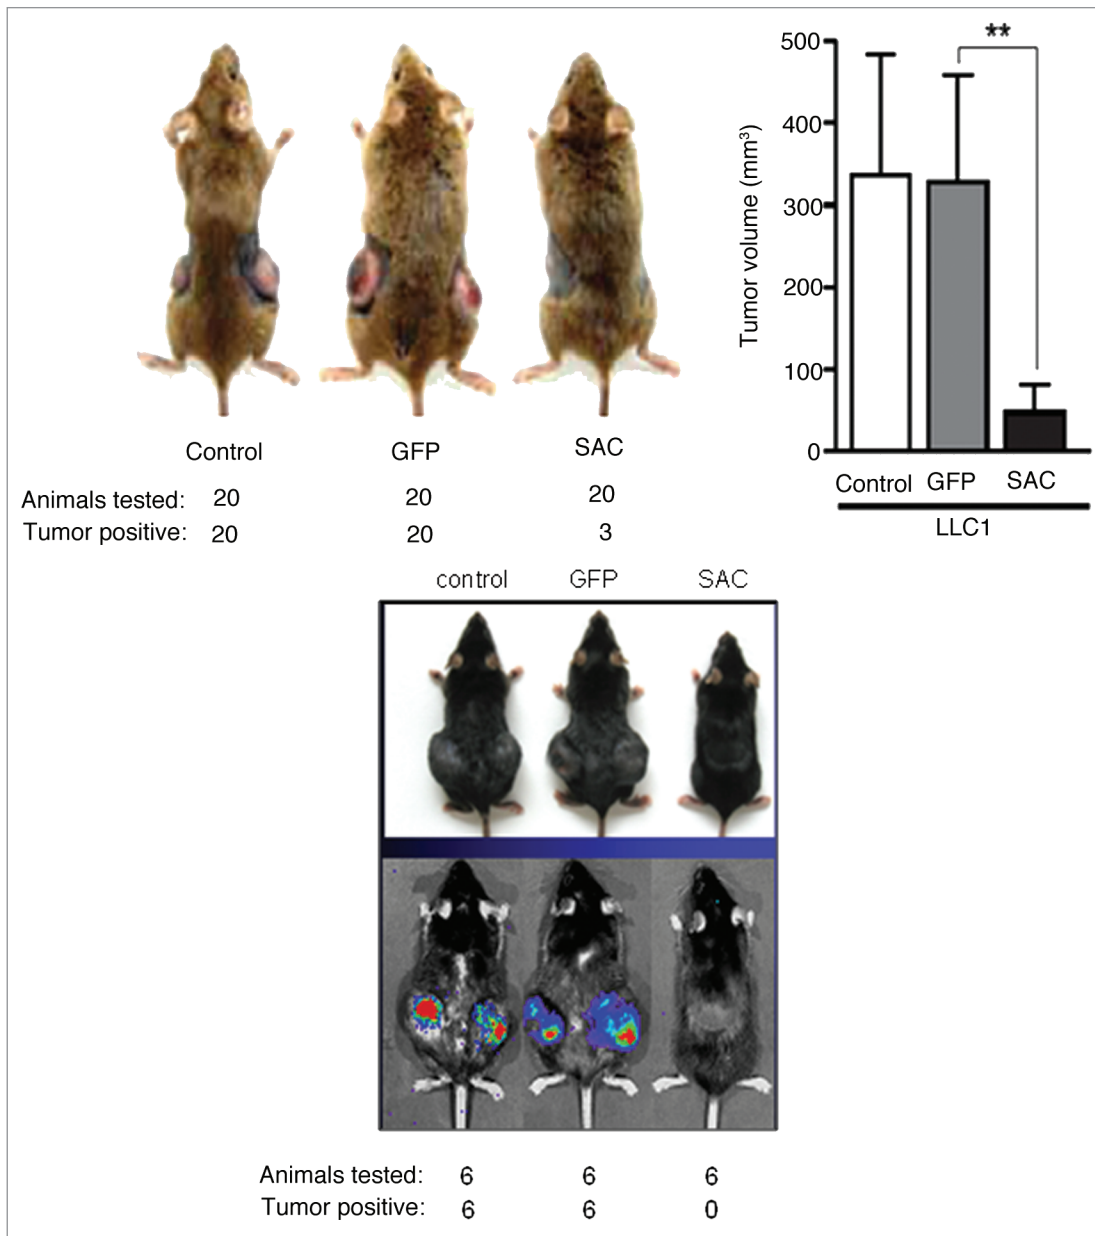 Control GFP SAC
Animals tested: 20 20 20
Tumor positive: 20 20 3
**
500
400
300
200
100
0
Tumor volume (mm³)
Control GFP SAC
LLC1
control GFP SAC
Animals tested: 6 6 6
Tumor positive: 6 6 0